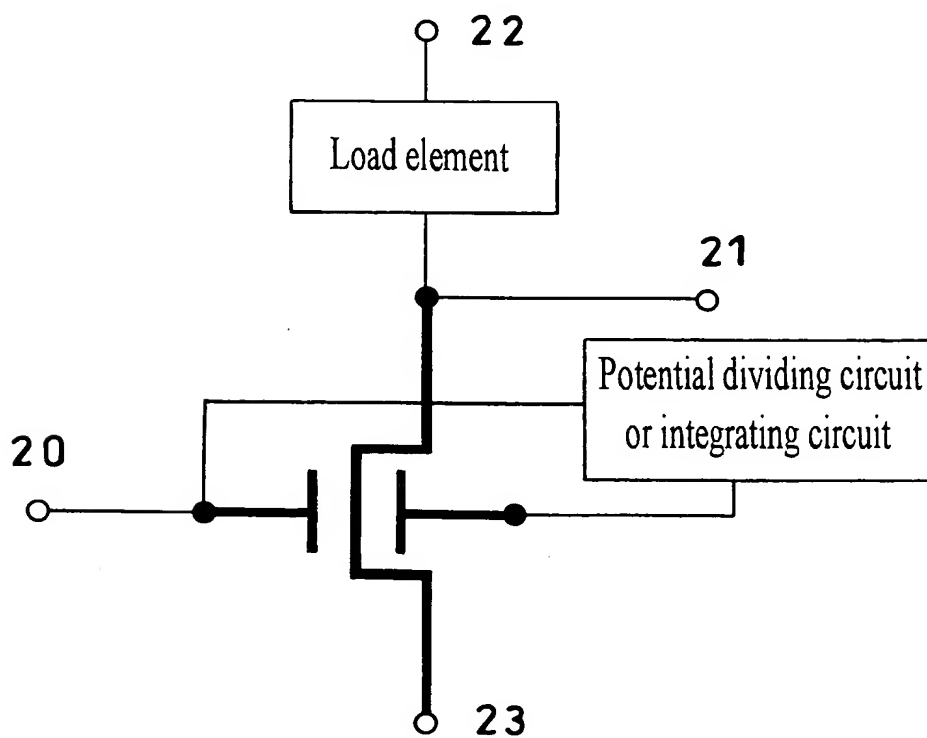 22
Load element
21
Potential dividing circuit
or integrating circuit
20
23